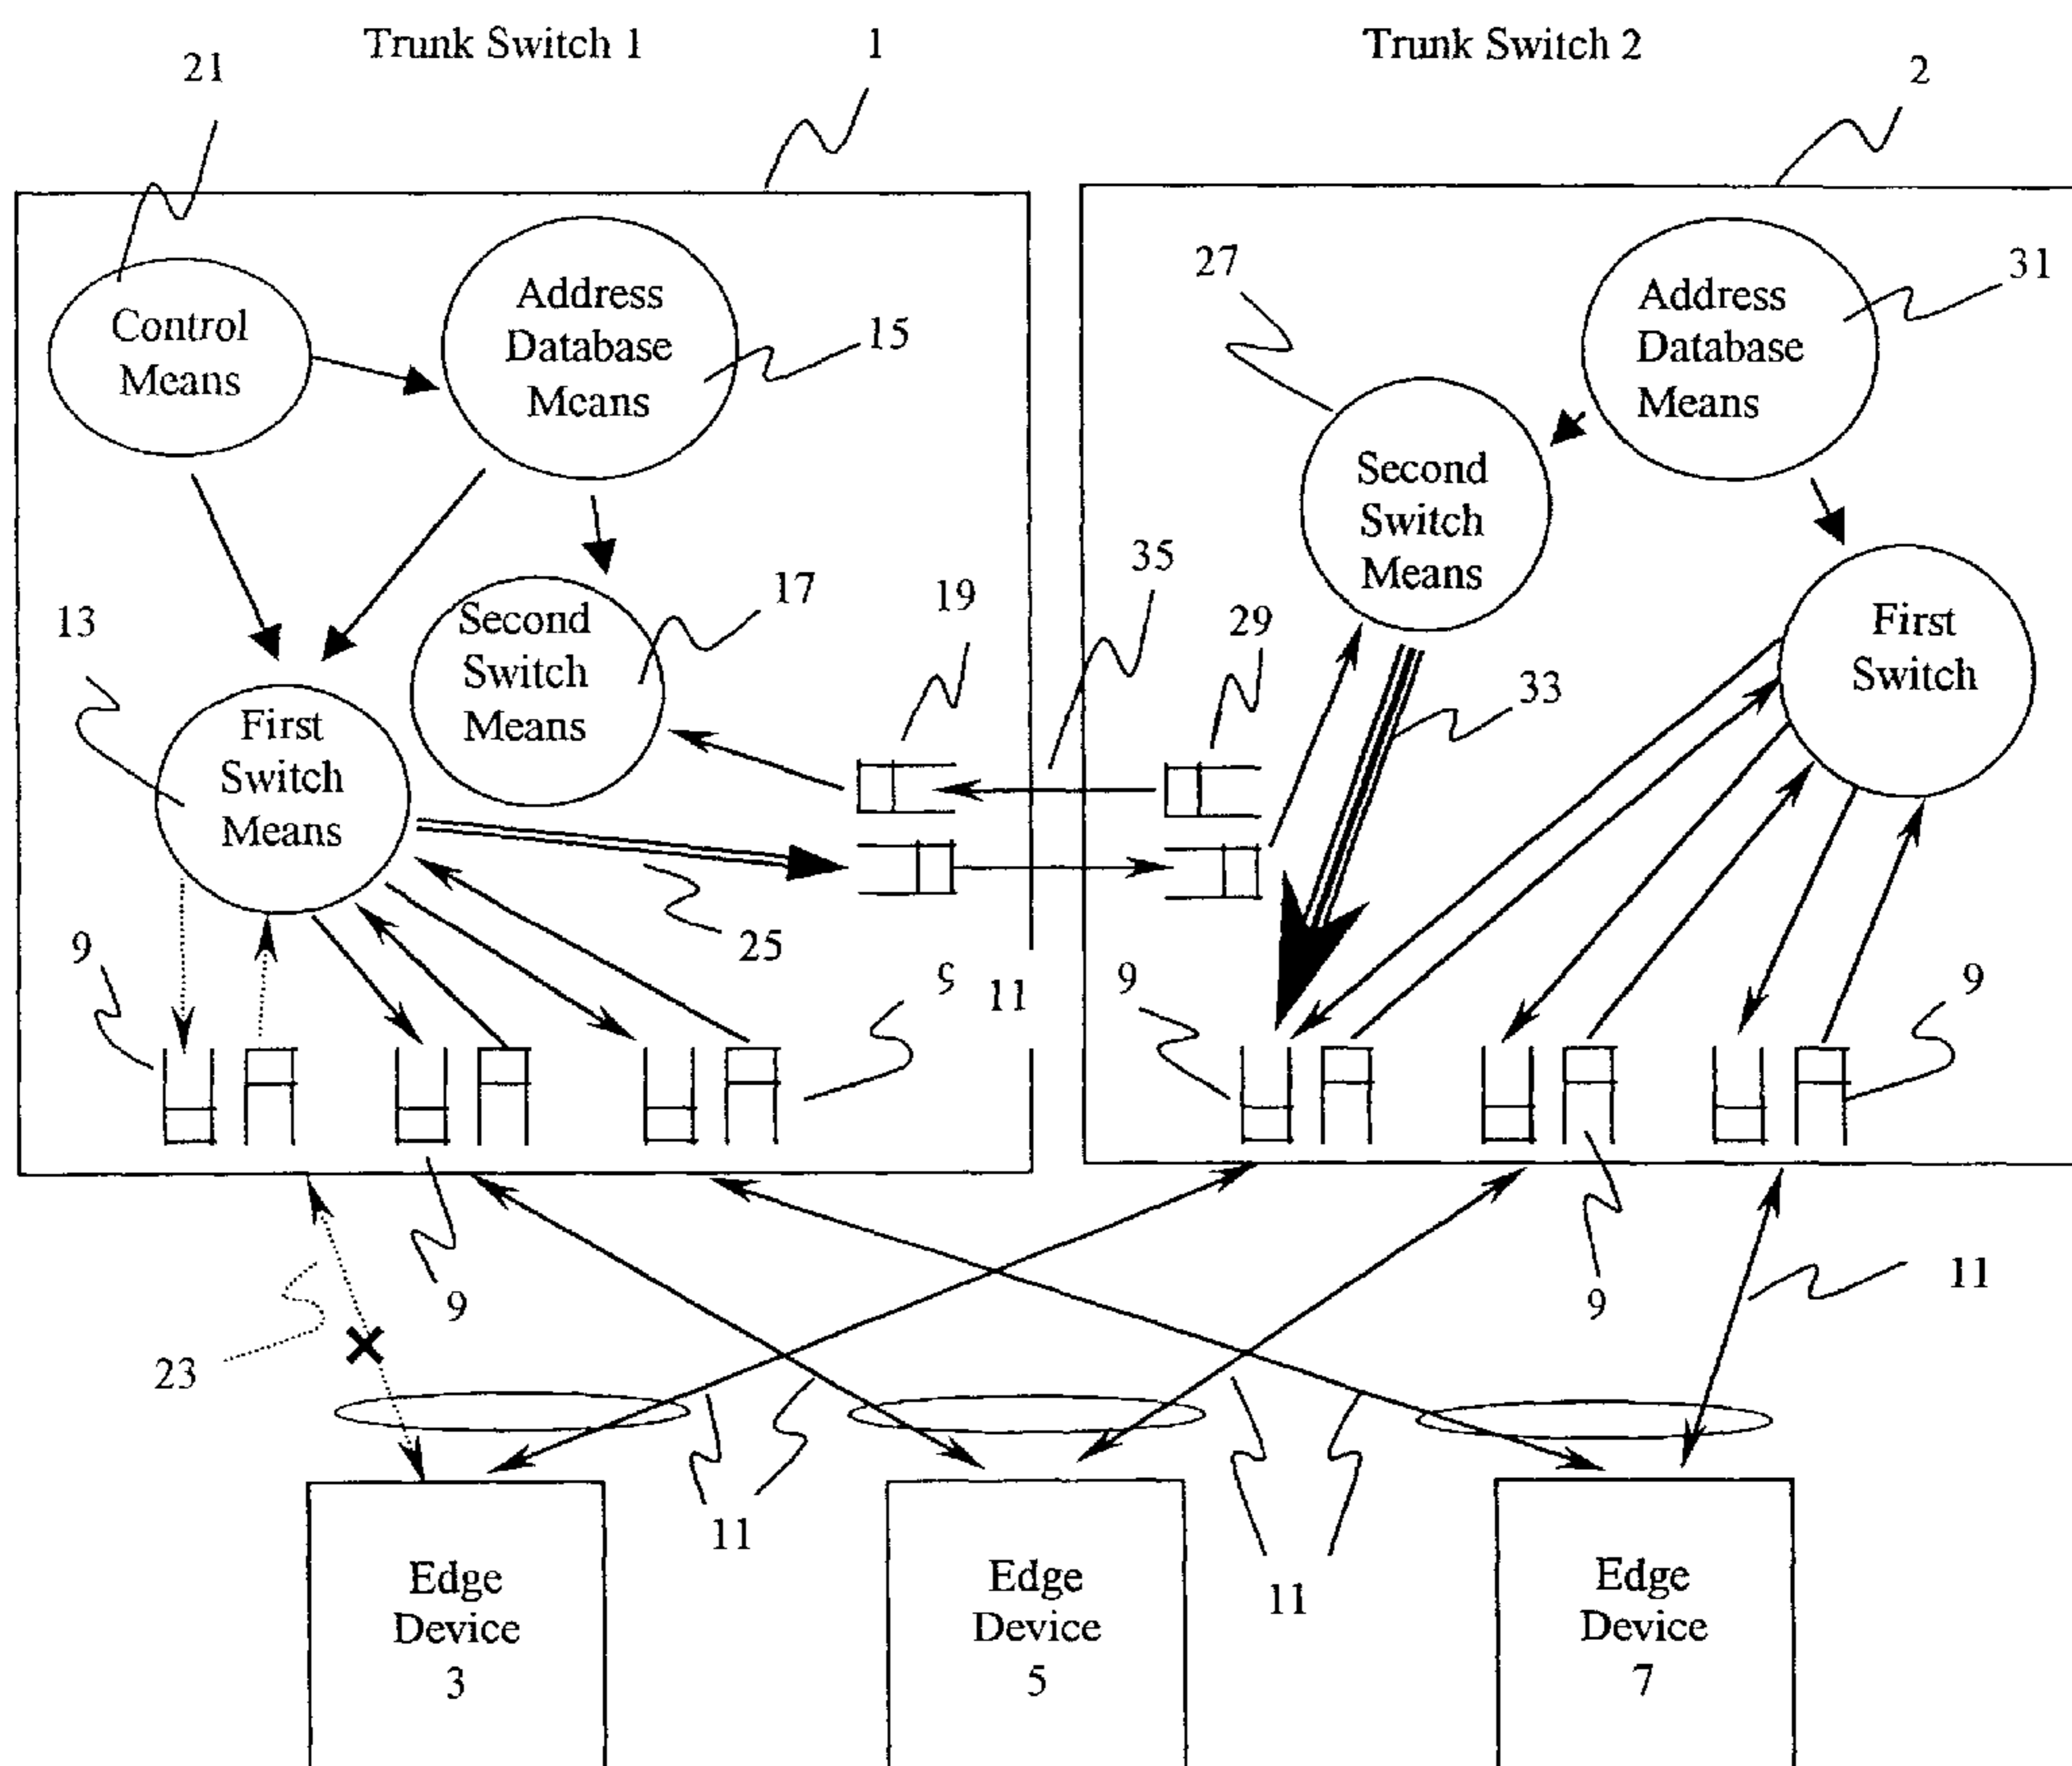 Trunk Switch 1
1
Trunk Switch 2
2
21
Control
Means
Address
Database
Means
15
27
Address
Database
Means
31
Second
Switch
Means
35
First
Switch
13
Second
Switch
Means
17
19
29
33
First
Switch
Means
25
9
9
11
9
9
9
9
11
23
11
11
Edge
Device
3
Edge
Device
5
Edge
Device
7